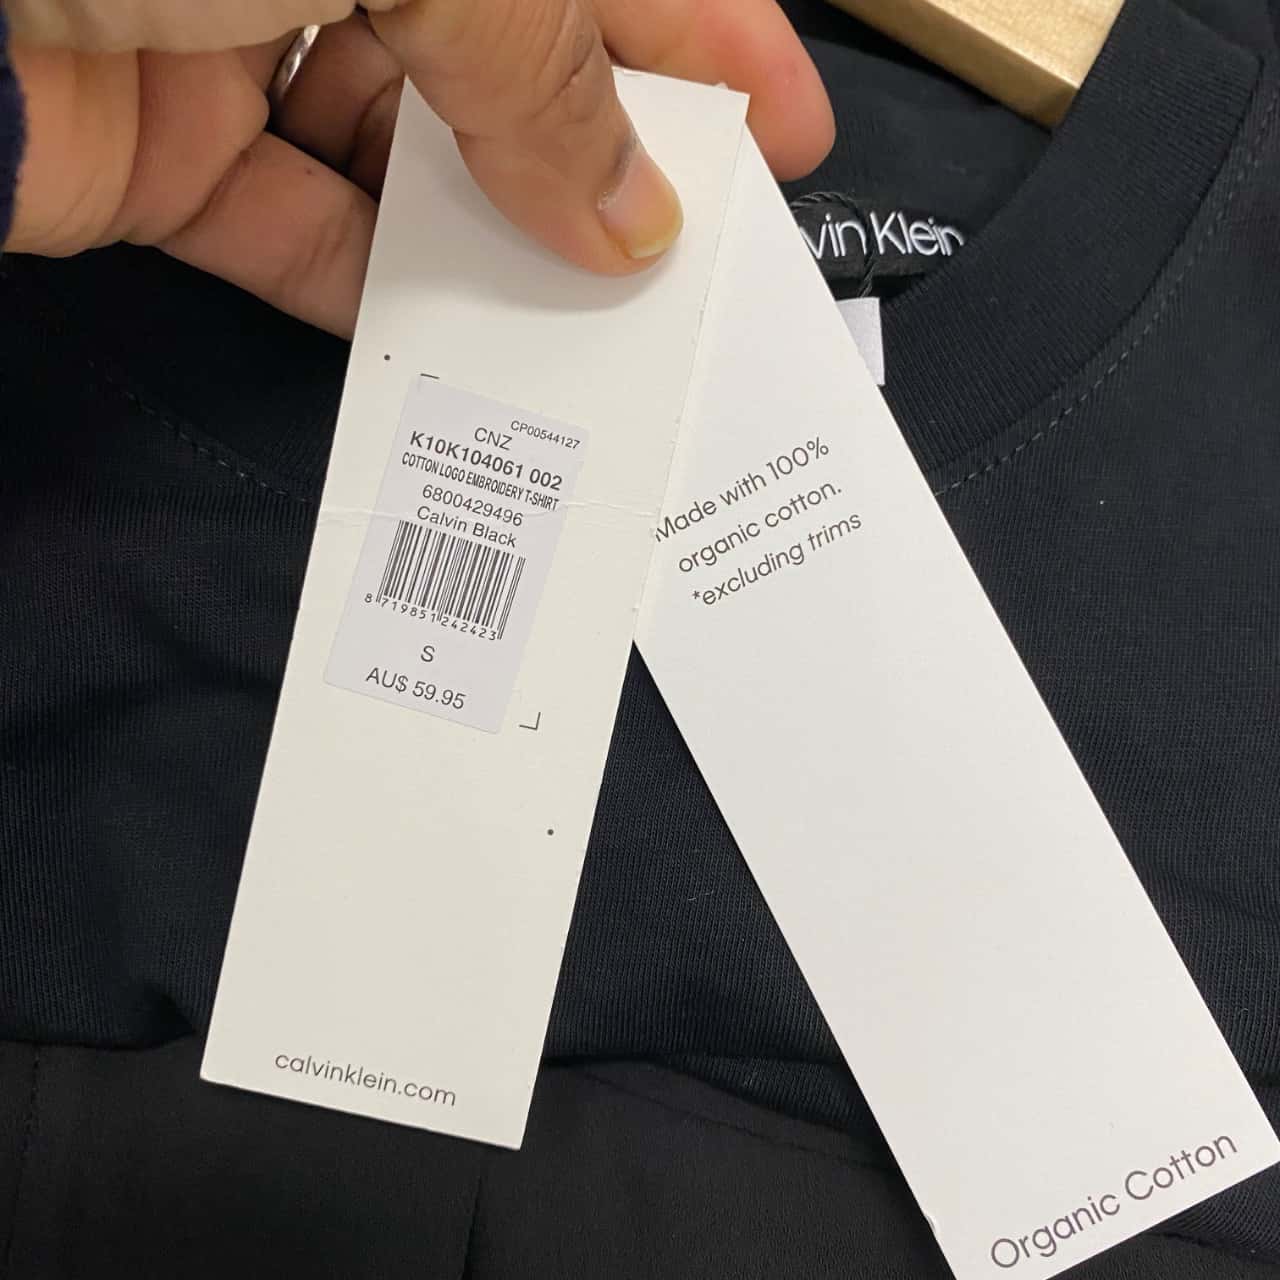 vin Klein
CP00544127
CNZ
K10K104061 002
COTTON LOGO EMBROIDERY T-SHIRT
6800429496
Calvin Black
8 719851 242423
S
AU$ 59.95
calvinklein.com
Made with 100%
organic cotton.
*excluding trims
Organic Cotton